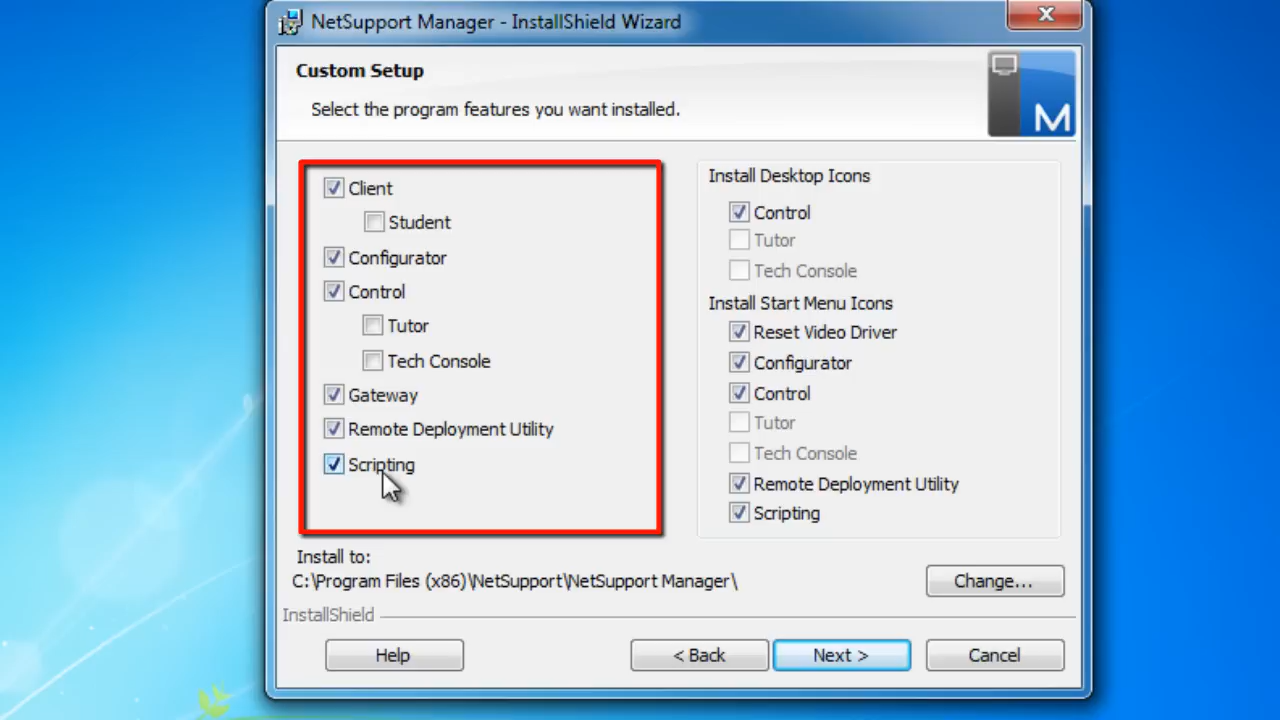 NetSupport Manager - InstallShield Wizard
Custom Setup
Select the program features you want installed.
M
Client
Student
Configurator
Control
Tutor
Tech Console
Gateway
Remote Deployment Utility
Scripting
Install Desktop Icons
Control
Tutor
Tech Console
Install Start Menu Icons
Reset Video Driver
Configurator
Control
Tutor
Tech Console
Remote Deployment Utility
Scripting
Install to:
C:\Program Files (x86)\NetSupport\NetSupport Manager\
Change...
InstallShield
Help
< Back
Next >
Cancel